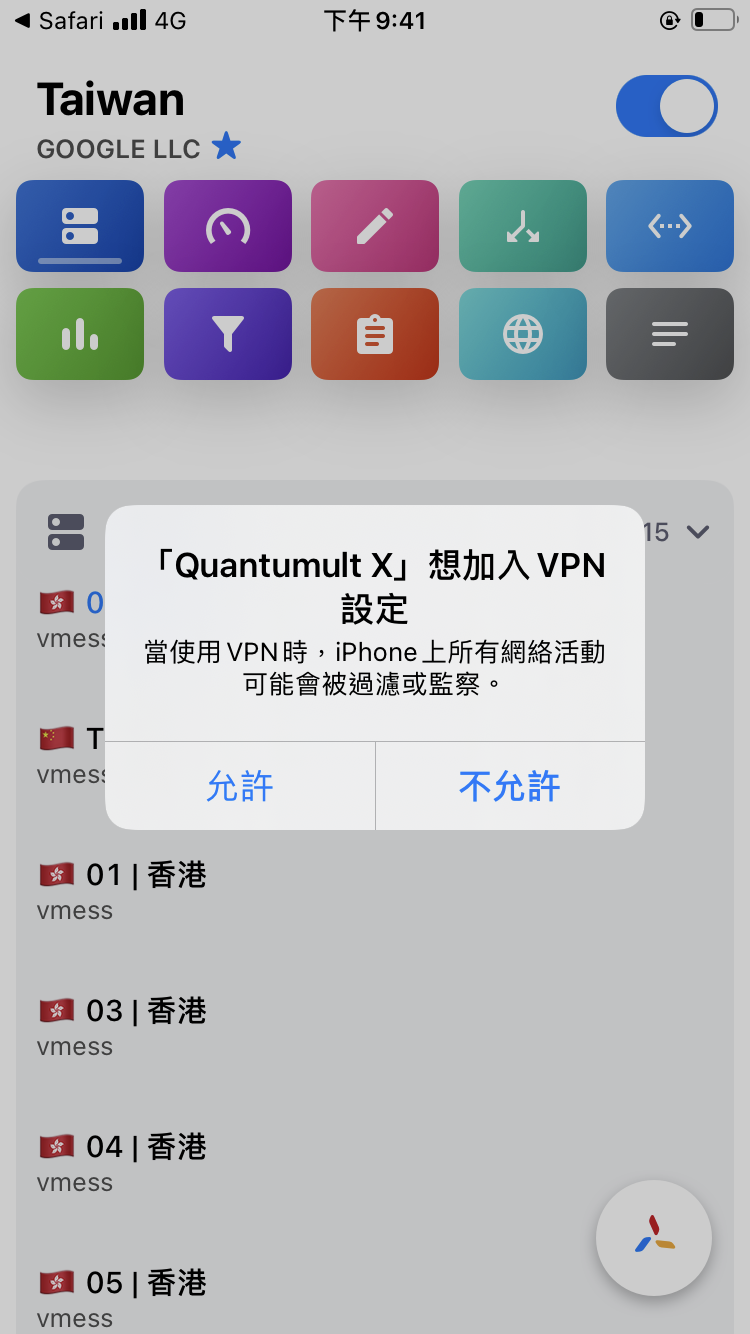 Safari 4G 下午9:41
Taiwan
GOOGLE LLC
15
「Quantumult X」想加入 VPN
設定
當使用 VPN 時，iPhone 上所有網絡活動
可能會被過濾或監察。
允許 不允許
0
vmess
T
vmess
01 | 香港
vmess
03 | 香港
vmess
04 | 香港
vmess
05 | 香港
vmess